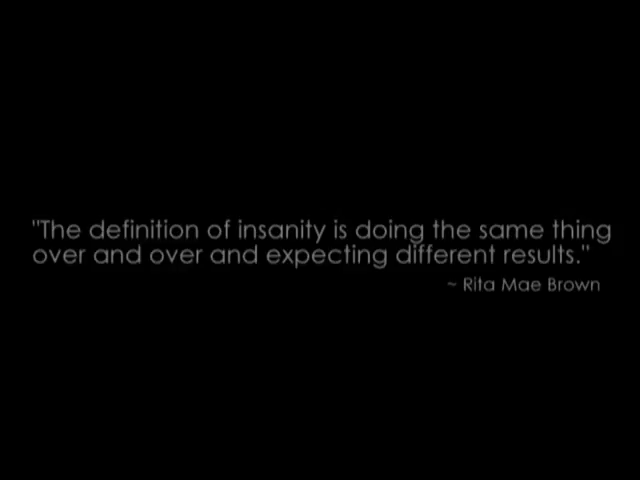 "The definition of insanity is doing the same thing
over and over and expecting different results."
~ Rita Mae Brown